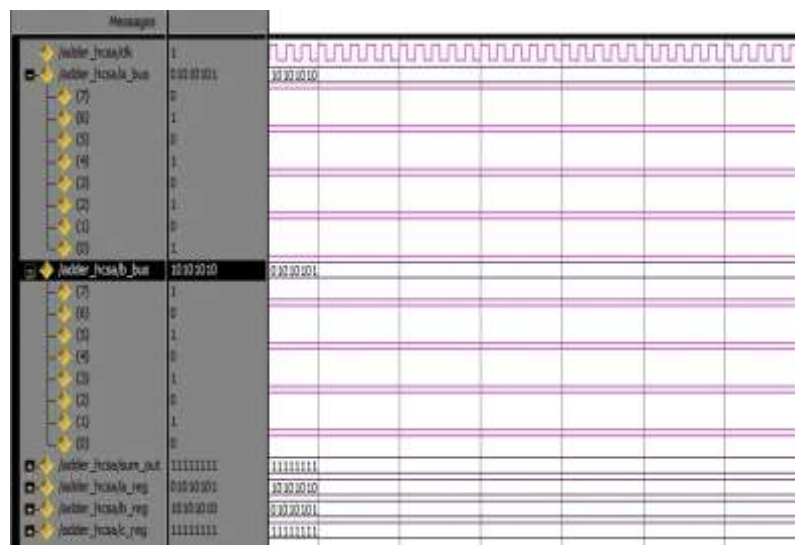 Messages
/adder_hcsa/clk 1
/adder_hcsa/a_bus 01010101 10101010
(7) 0
(6) 1
(5) 0
(4) 1
(3) 0
(2) 1
(1) 0
(0) 1
/adder_hcsa/b_bus 10101010 01010101
(7) 1
(6) 0
(5) 1
(4) 0
(3) 1
(2) 0
(1) 1
(0) 0
/adder_hcsa/sum_out 11111111 11111111
/adder_hcsa/a_reg 01010101 10101010
/adder_hcsa/b_reg 10101010 01010101
/adder_hcsa/c_reg 11111111 11111111